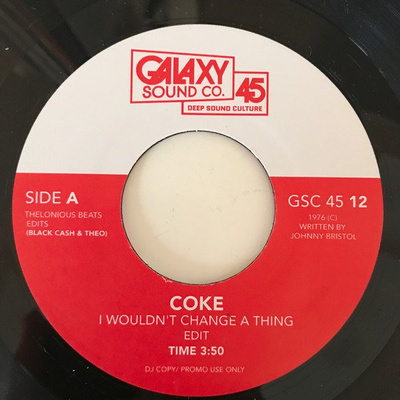 GALAXY
SOUND CO. 45
DEEP SOUND CULTURE
SIDE A
THELONIOUS BEATS
EDITS
(BLACK CASH & THEO)
GSC 45 12
1976 (C)
WRITTEN BY
JOHNNY BRISTOL
COKE
I WOULDN'T CHANGE A THING
EDIT
TIME 3:50
DJ COPY/ PROMO USE ONLY